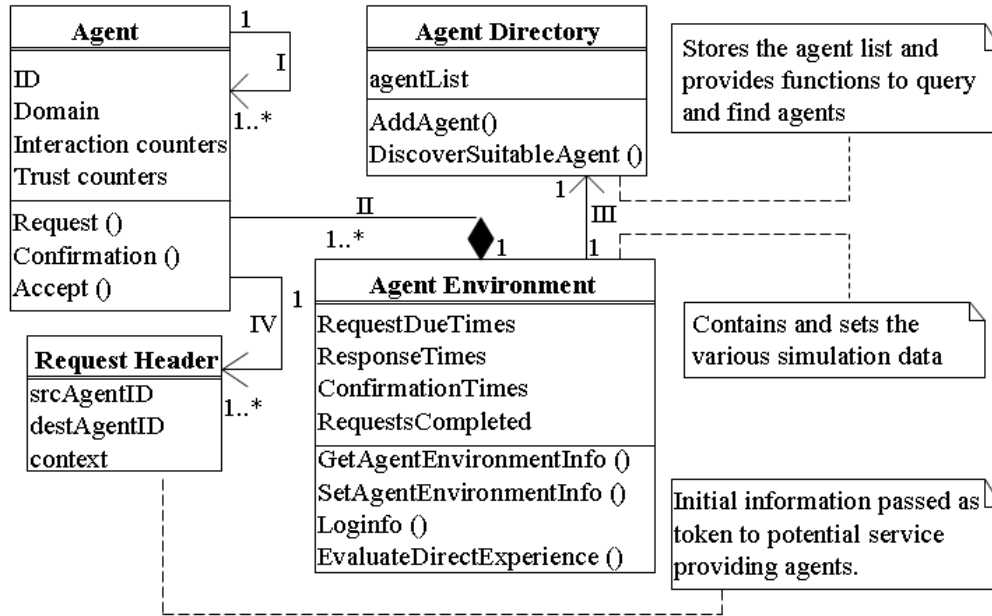 Agent
ID
Domain
Interaction counters
Trust counters
Request ()
Confirmation ()
Accept ()
1
I
1..*
Agent Directory
agentList
AddAgent()
DiscoverSuitableAgent ()
Stores the agent list and
provides functions to query
and find agents
II
1..*
1
1
III
1
Agent Environment
RequestDueTimes
ResponseTimes
ConfirmationTimes
RequestsCompleted
GetAgentEnvironmentInfo ()
SetAgentEnvironmentInfo ()
Loginfo ()
EvaluateDirectExperience ()
Contains and sets the
various simulation data
1
IV
1..*
Request Header
srcAgentID
destAgentID
context
Initial information passed as
token to potential service
providing agents.